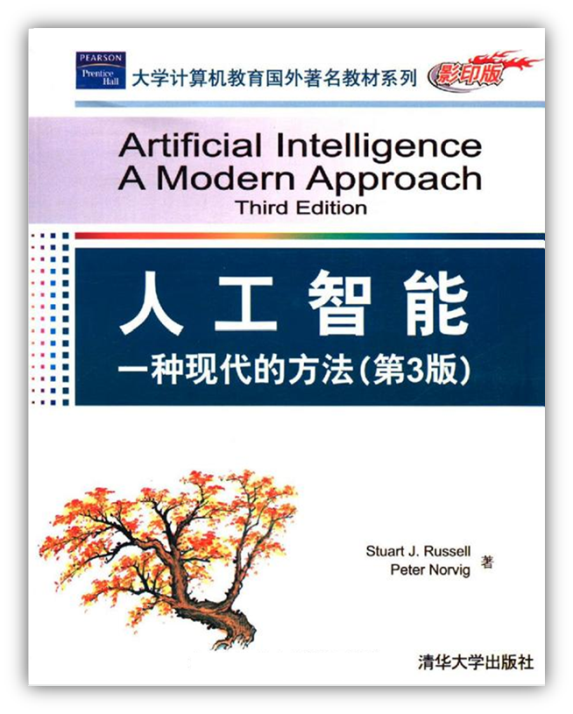 PEARSON
Prentice
Hall
大学计算机教育国外著名教材系列
影印版
Artificial Intelligence
A Modern Approach
Third Edition
人工智能
一种现代的方法(第3版)
Stuart J. Russell
Peter Norvig
著
清华大学出版社